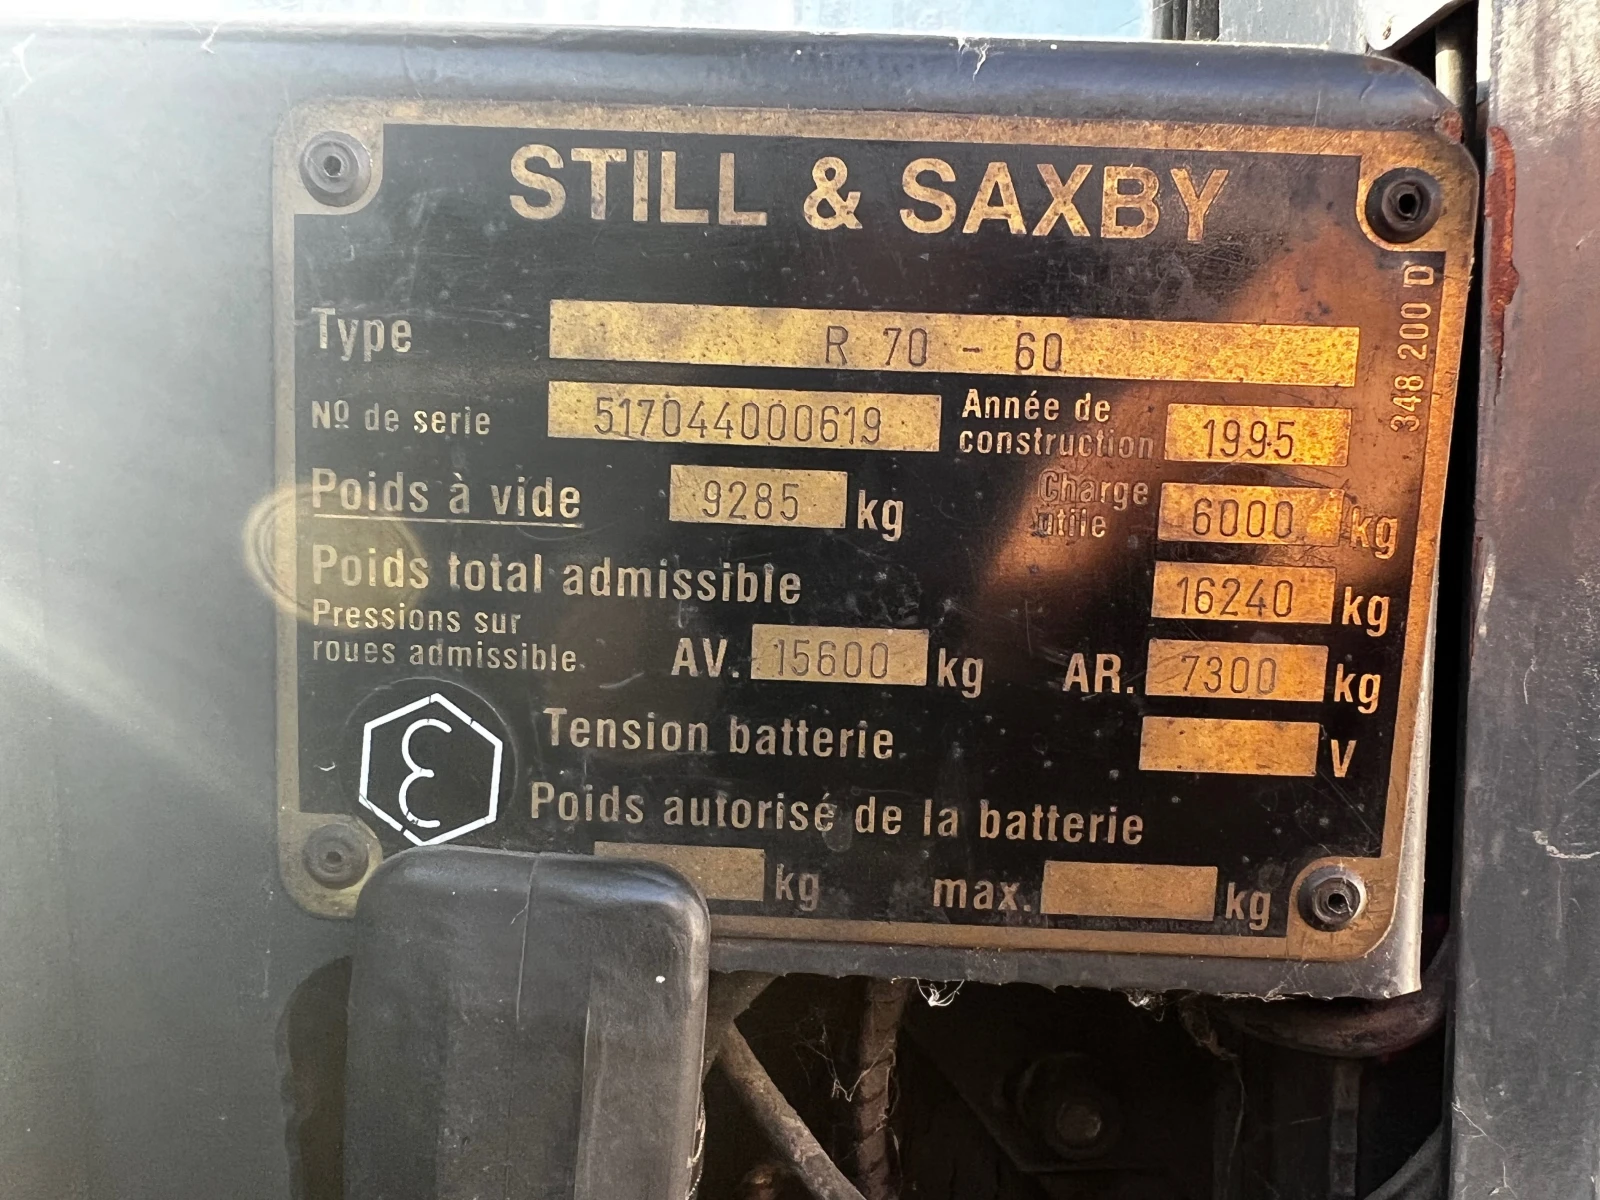 STILL & SAXBY
Type R 70 - 60
Nº de serie 517044000619 Année de construction 1995
Poids à vide 9285 kg Charge utile 6000 kg
Poids total admissible 16240 kg
Pressions sur
roues admissible. AV. 15600 kg AR. 7300 kg
Tension batterie V
Poids autorisé de la batterie
kg max. kg
348 200 D